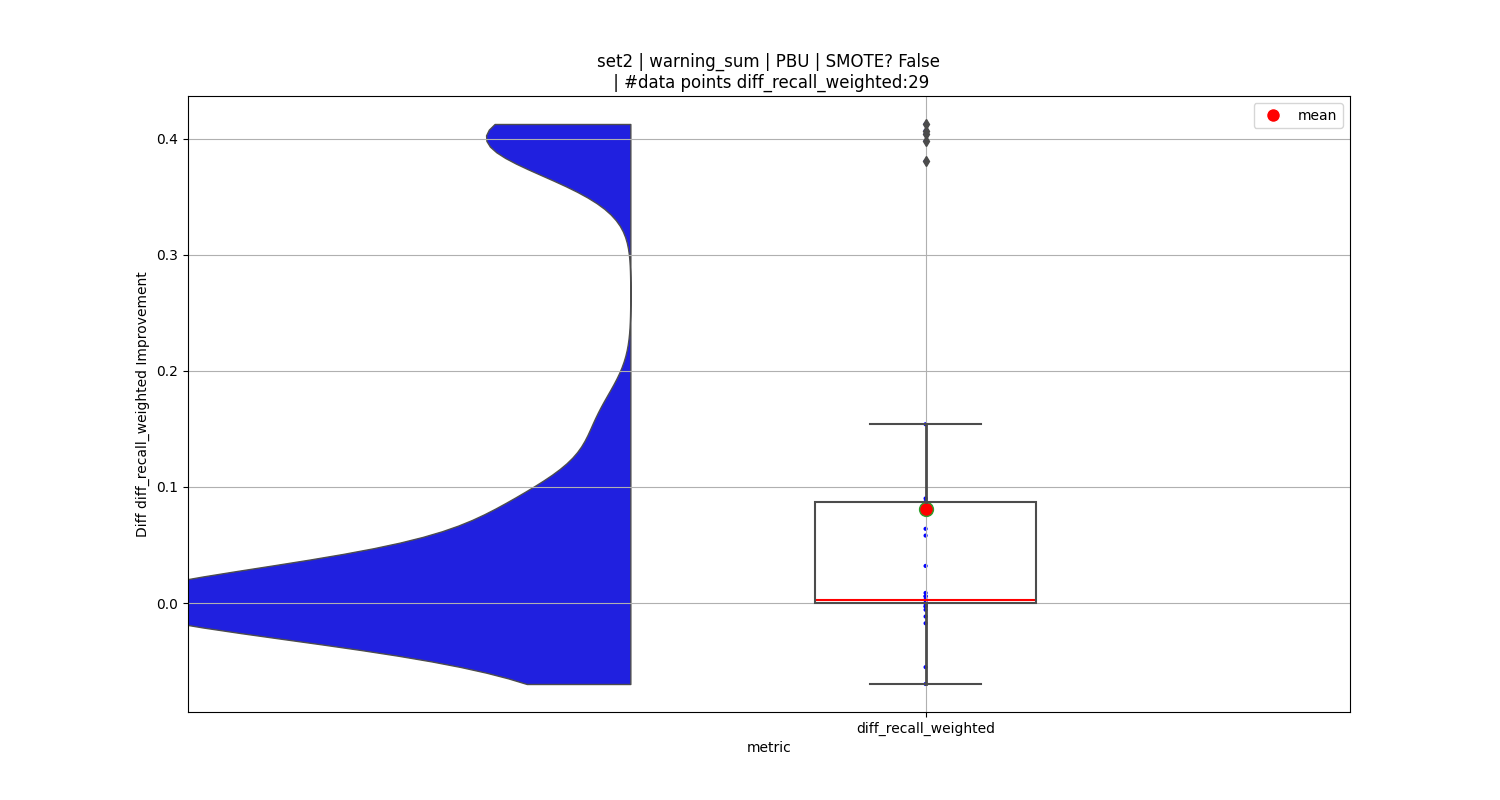 set2 | warning_sum | PBU | SMOTE? False
| #data points diff_recall_weighted:29
mean
0.4
0.3
0.2
0.1
0.0
Diff diff_recall_weighted Improvement
diff_recall_weighted
metric